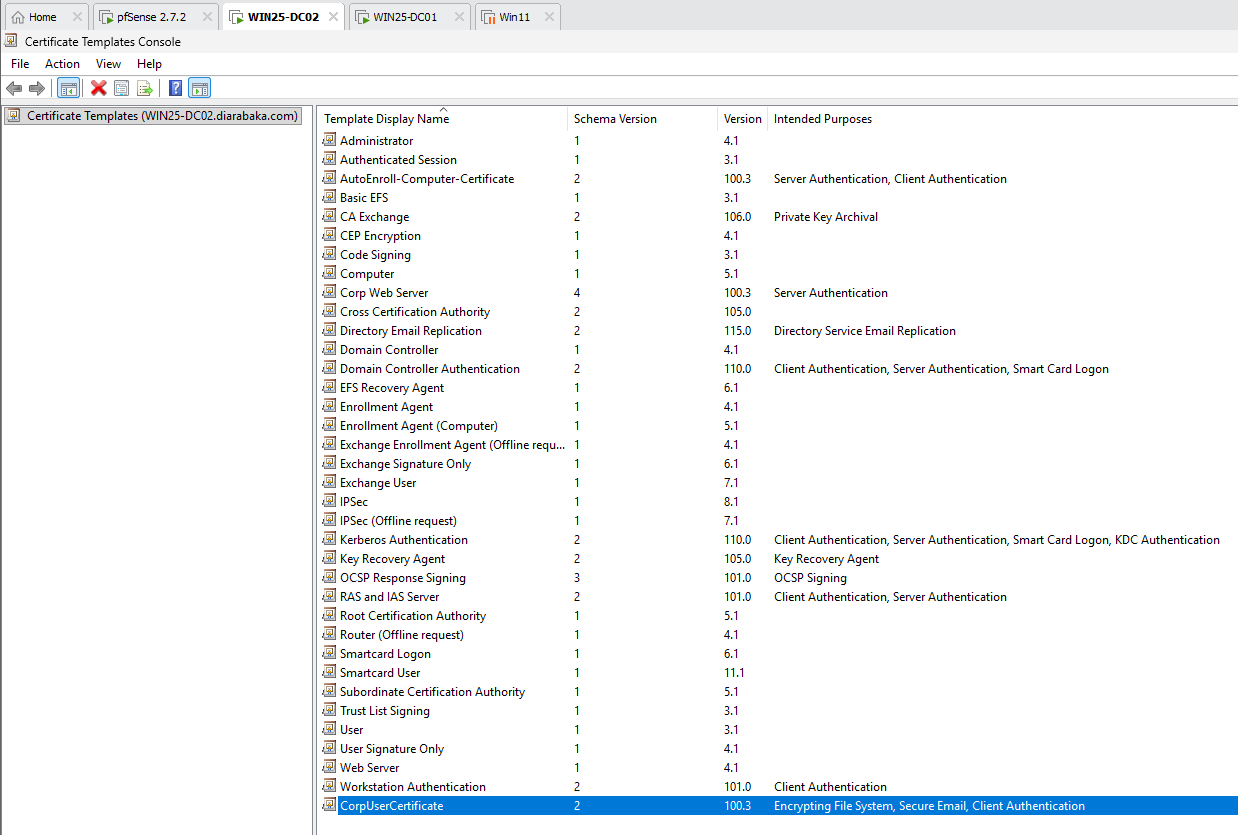 Home pfSense 2.7.2 WIN25-DC02 WIN25-DC01 Win11
Certificate Templates Console
File Action View Help
Certificate Templates (WIN25-DC02.diarabaka.com)
Template Display Name Schema Version Version Intended Purposes
Administrator 1 4.1
Authenticated Session 1 3.1
AutoEnroll-Computer-Certificate 2 100.3 Server Authentication, Client Authentication
Basic EFS 1 3.1
CA Exchange 2 106.0 Private Key Archival
CEP Encryption 1 4.1
Code Signing 1 3.1
Computer 1 5.1
Corp Web Server 4 100.3 Server Authentication
Cross Certification Authority 2 105.0
Directory Email Replication 2 115.0 Directory Service Email Replication
Domain Controller 1 4.1
Domain Controller Authentication 2 110.0 Client Authentication, Server Authentication, Smart Card Logon
EFS Recovery Agent 1 6.1
Enrollment Agent 1 4.1
Enrollment Agent (Computer) 1 5.1
Exchange Enrollment Agent (Offline requ... 1 4.1
Exchange Signature Only 1 6.1
Exchange User 1 7.1
IPSec 1 8.1
IPSec (Offline request) 1 7.1
Kerberos Authentication 2 110.0 Client Authentication, Server Authentication, Smart Card Logon, KDC Authentication
Key Recovery Agent 2 105.0 Key Recovery Agent
OCSP Response Signing 3 101.0 OCSP Signing
RAS and IAS Server 2 101.0 Client Authentication, Server Authentication
Root Certification Authority 1 5.1
Router (Offline request) 1 4.1
Smartcard Logon 1 6.1
Smartcard User 1 11.1
Subordinate Certification Authority 1 5.1
Trust List Signing 1 3.1
User 1 3.1
User Signature Only 1 4.1
Web Server 1 4.1
Workstation Authentication 2 101.0 Client Authentication
CorpUserCertificate 2 100.3 Encrypting File System, Secure Email, Client Authentication